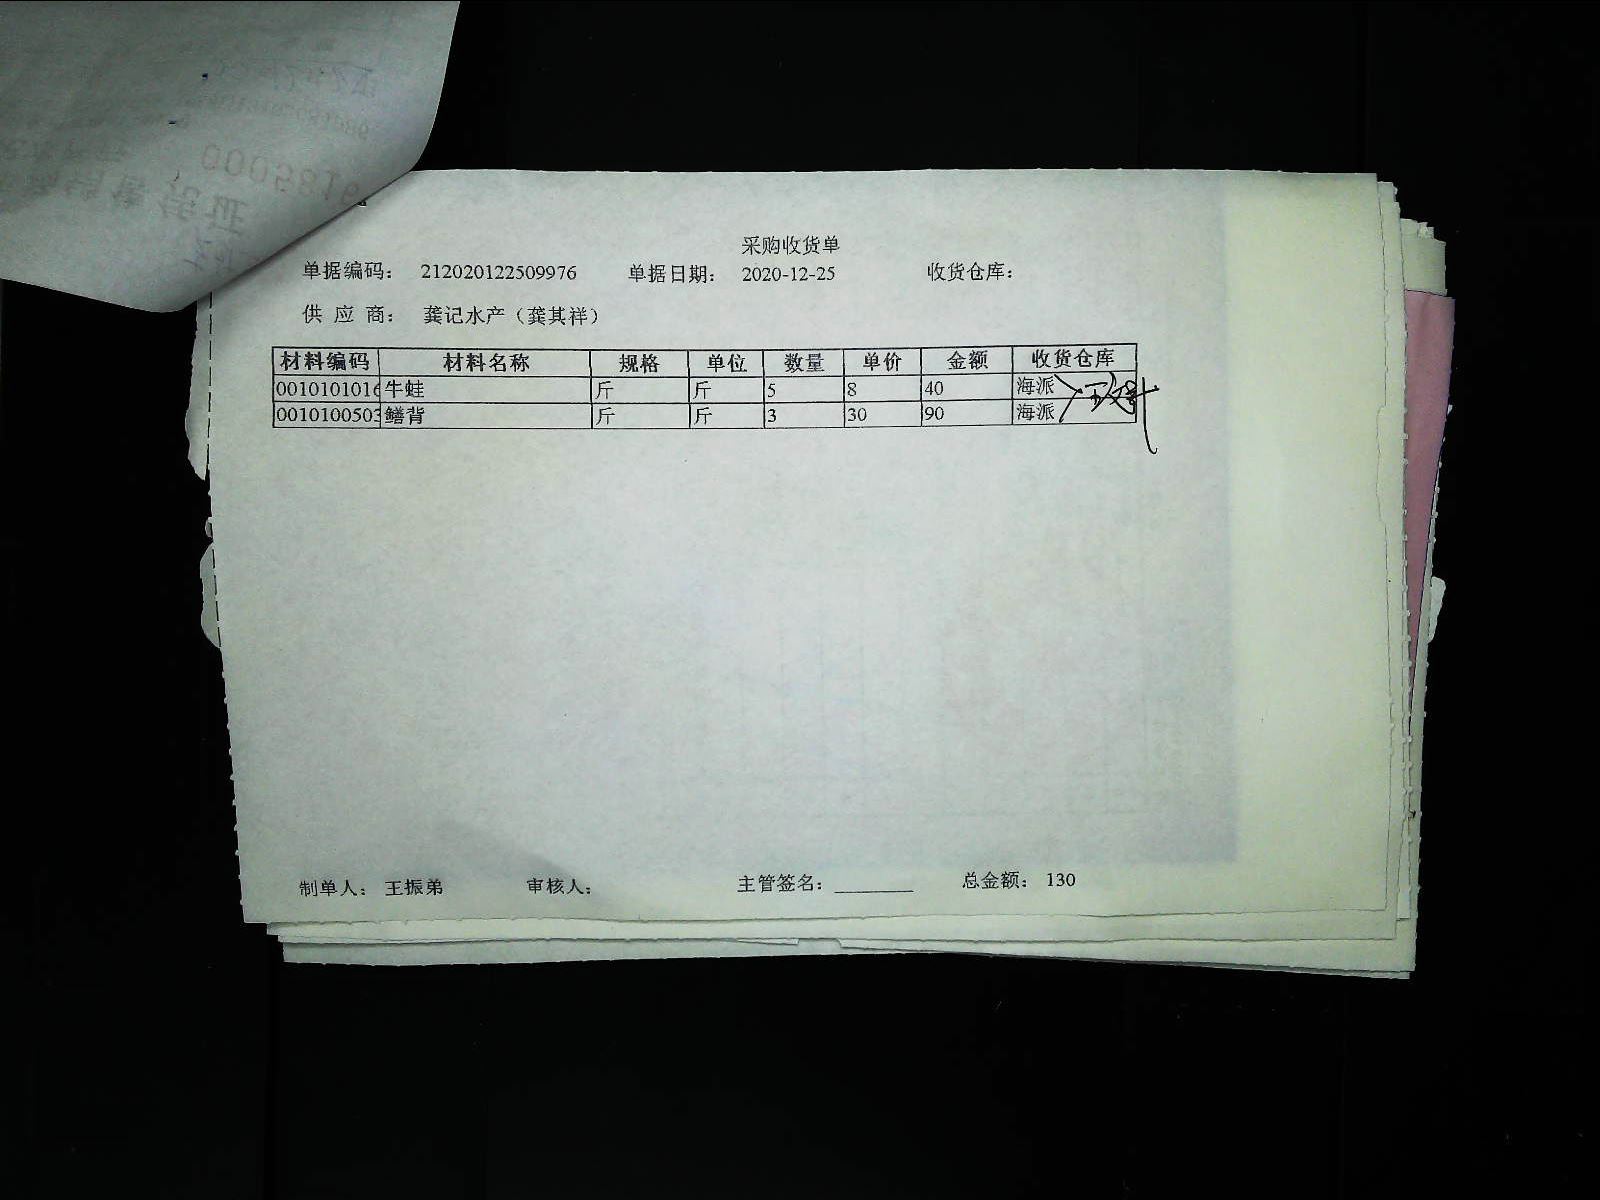 采购收货单
单据编码： 212020122509976 单据日期： 2020-12-25 收货仓库：
供 应 商： 龚记水产（龚其祥）
材料编码 材料名称 规格 单位 数量 单价 金额 收货仓库
0010101016 牛蛙 斤 斤 5 8 40 海派
0010100503 鳝背 斤 斤 3 30 90 海派
制单人： 王振弟 审核人： 主管签名：________ 总金额： 130